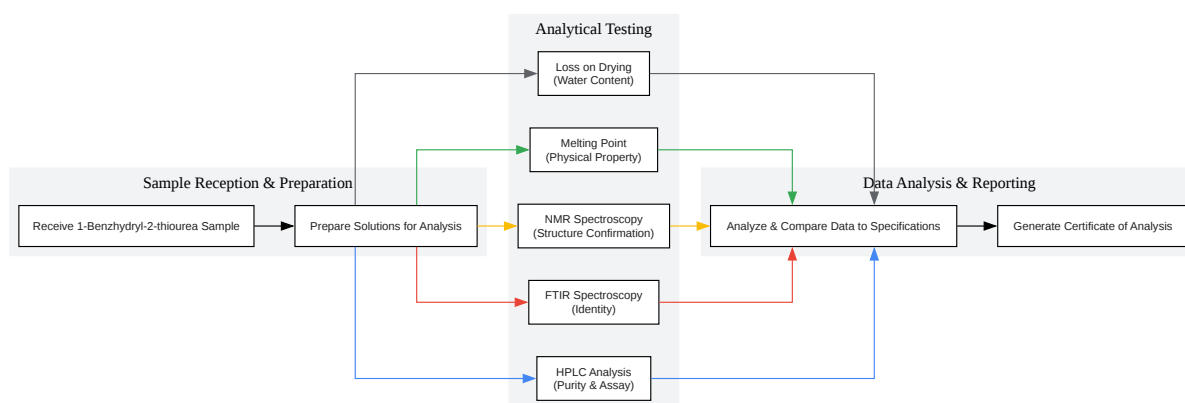 Analytical Testing
Loss on Drying
(Water Content)
Melting Point
(Physical Property)
Sample Reception & Preparation
Data Analysis & Reporting
Receive 1-Benzhydryl-2-thiourea Sample
Prepare Solutions for Analysis
NMR Spectroscopy
(Structure Confirmation)
Analyze & Compare Data to Specifications
Generate Certificate of Analysis
FTIR Spectroscopy
(Identity)
HPLC Analysis
(Purity & Assay)